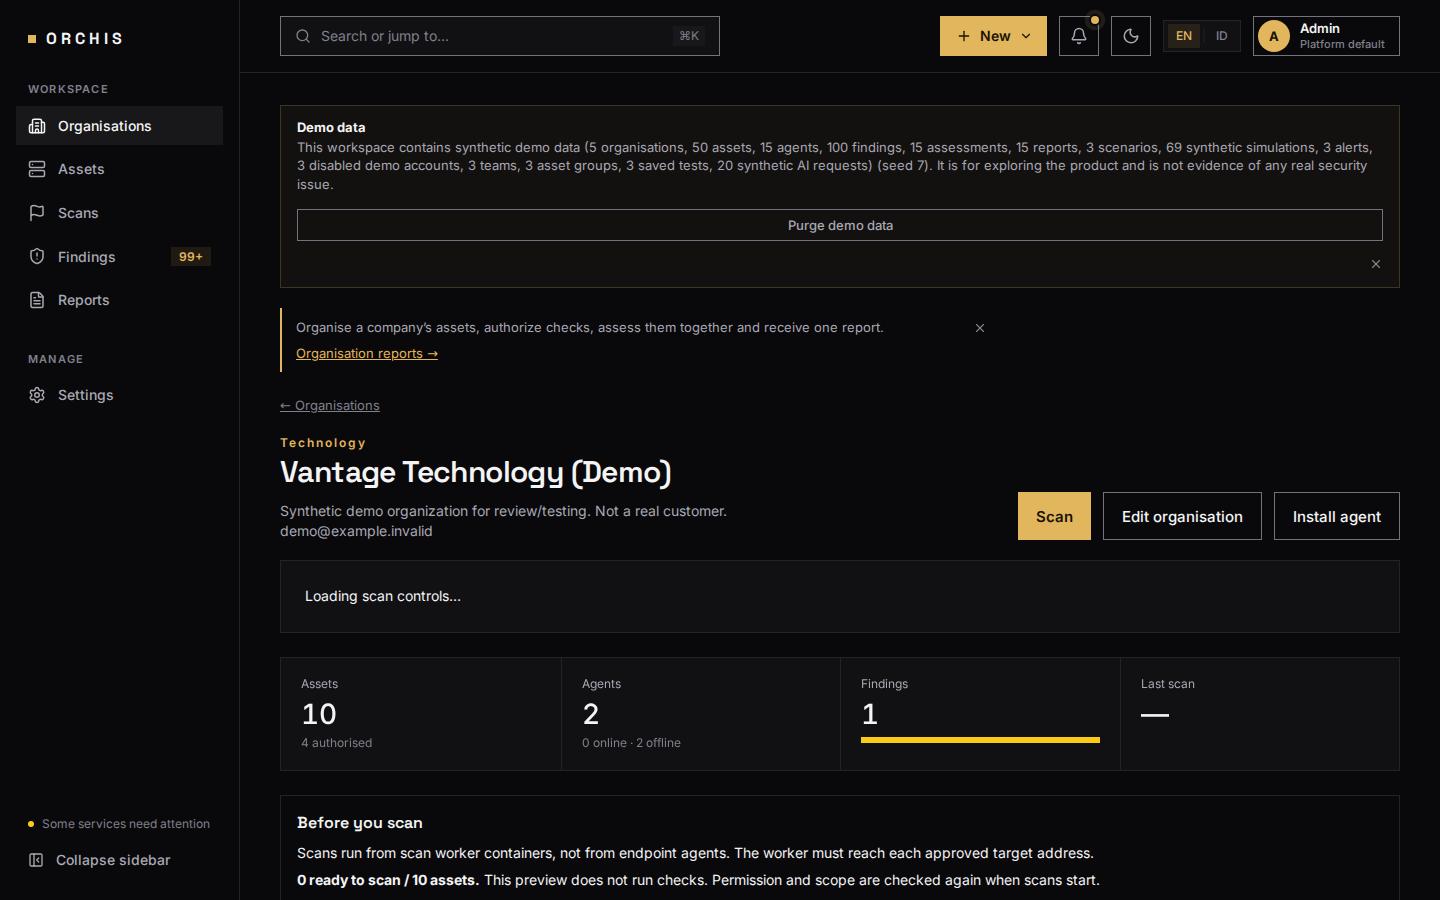 ORCHIS
Search or jump to...
⌘K
New
EN
ID
A
Admin
Platform default
WORKSPACE
Organisations
Assets
Scans
Findings
99+
Reports
MANAGE
Settings
Some services need attention
Collapse sidebar
Demo data
This workspace contains synthetic demo data (5 organisations, 50 assets, 15 agents, 100 findings, 15 assessments, 15 reports, 3 scenarios, 69 synthetic simulations, 3 alerts,
3 disabled demo accounts, 3 teams, 3 asset groups, 3 saved tests, 20 synthetic AI requests) (seed 7). It is for exploring the product and is not evidence of any real security
issue.
Purge demo data
Organise a company's assets, authorize checks, assess them together and receive one report.
Organisation reports →
← Organisations
Technology
Vantage Technology (Demo)
Synthetic demo organization for review/testing. Not a real customer.
demo@example.invalid
Scan
Edit organisation
Install agent
Loading scan controls...
Assets
10
4 authorised
Agents
2
0 online · 2 offline
Findings
1
Last scan
—
Before you scan
Scans run from scan worker containers, not from endpoint agents. The worker must reach each approved target address.
0 ready to scan / 10 assets. This preview does not run checks. Permission and scope are checked again when scans start.